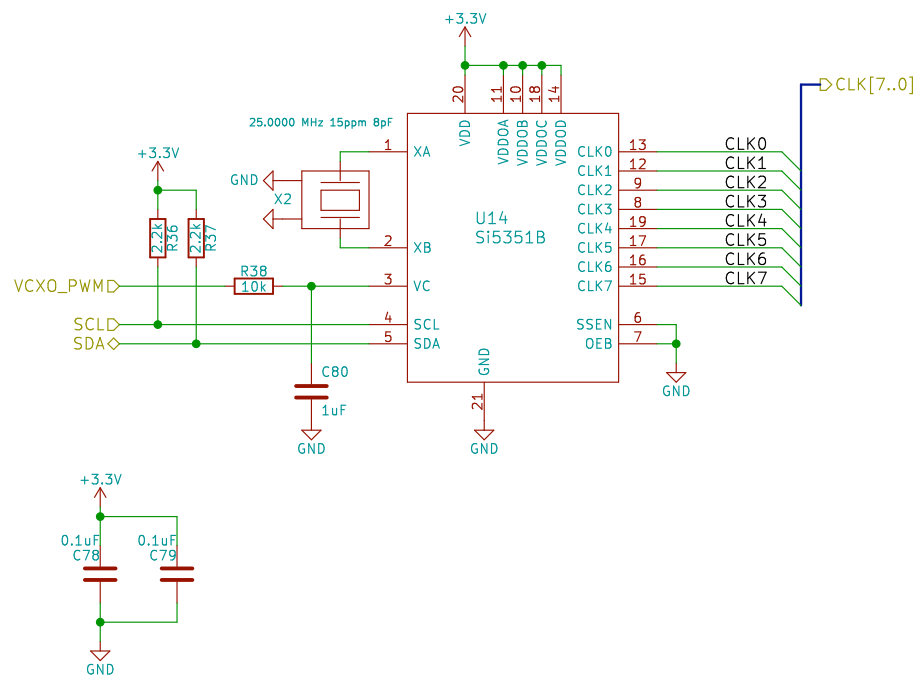 +3.3V
CLK[7..0]
20
11
10
18
14
25.0000 MHz 15ppm 8pF
VDD
VDDOA
VDDOB
VDDOC
VDDOD
1
XA
CLK0
13
CLK0
+3.3V
CLK1
12
CLK1
GND
CLK2
9
CLK2
X2
CLK3
8
CLK3
U14
CLK4
19
CLK4
2.2k
R36
2.2k
R37
Si5351B
2
XB
CLK5
17
CLK5
CLK6
16
CLK6
R38
VCXO_PWM
10k
3
VC
CLK7
15
CLK7
SCL
4
SCL
SSEN
6
SDA
5
SDA
OEB
7
GND
C80
21
1uF
GND
GND
GND
+3.3V
0.1uF
C78
0.1uF
C79
GND